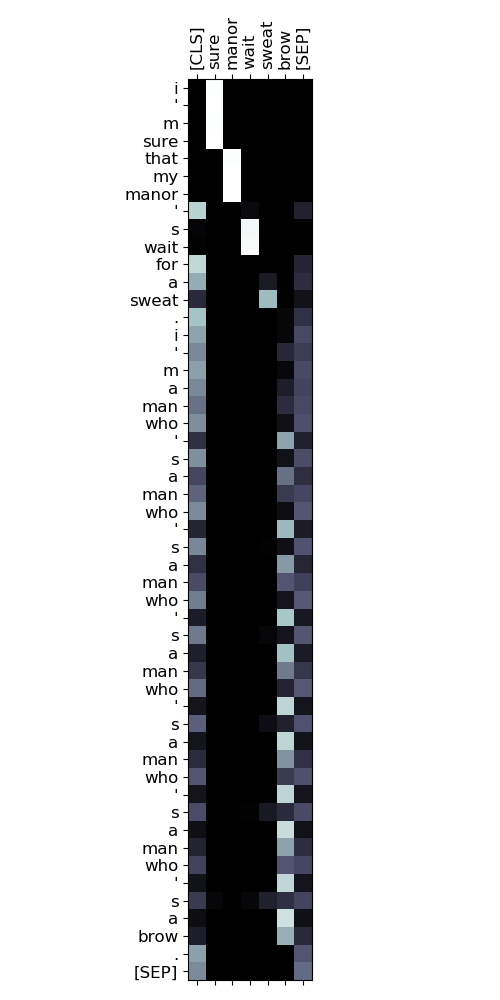 [CLS]
sure
manor
wait
sweat
brow
[SEP]
i
'
m
sure
that
my
manor
'
s
wait
for
a
sweat
.
i
'
m
a
man
who
'
s
a
man
who
'
s
a
man
who
'
s
a
man
who
'
s
a
man
who
'
s
a
man
who
'
s
a
brow
.
[SEP]